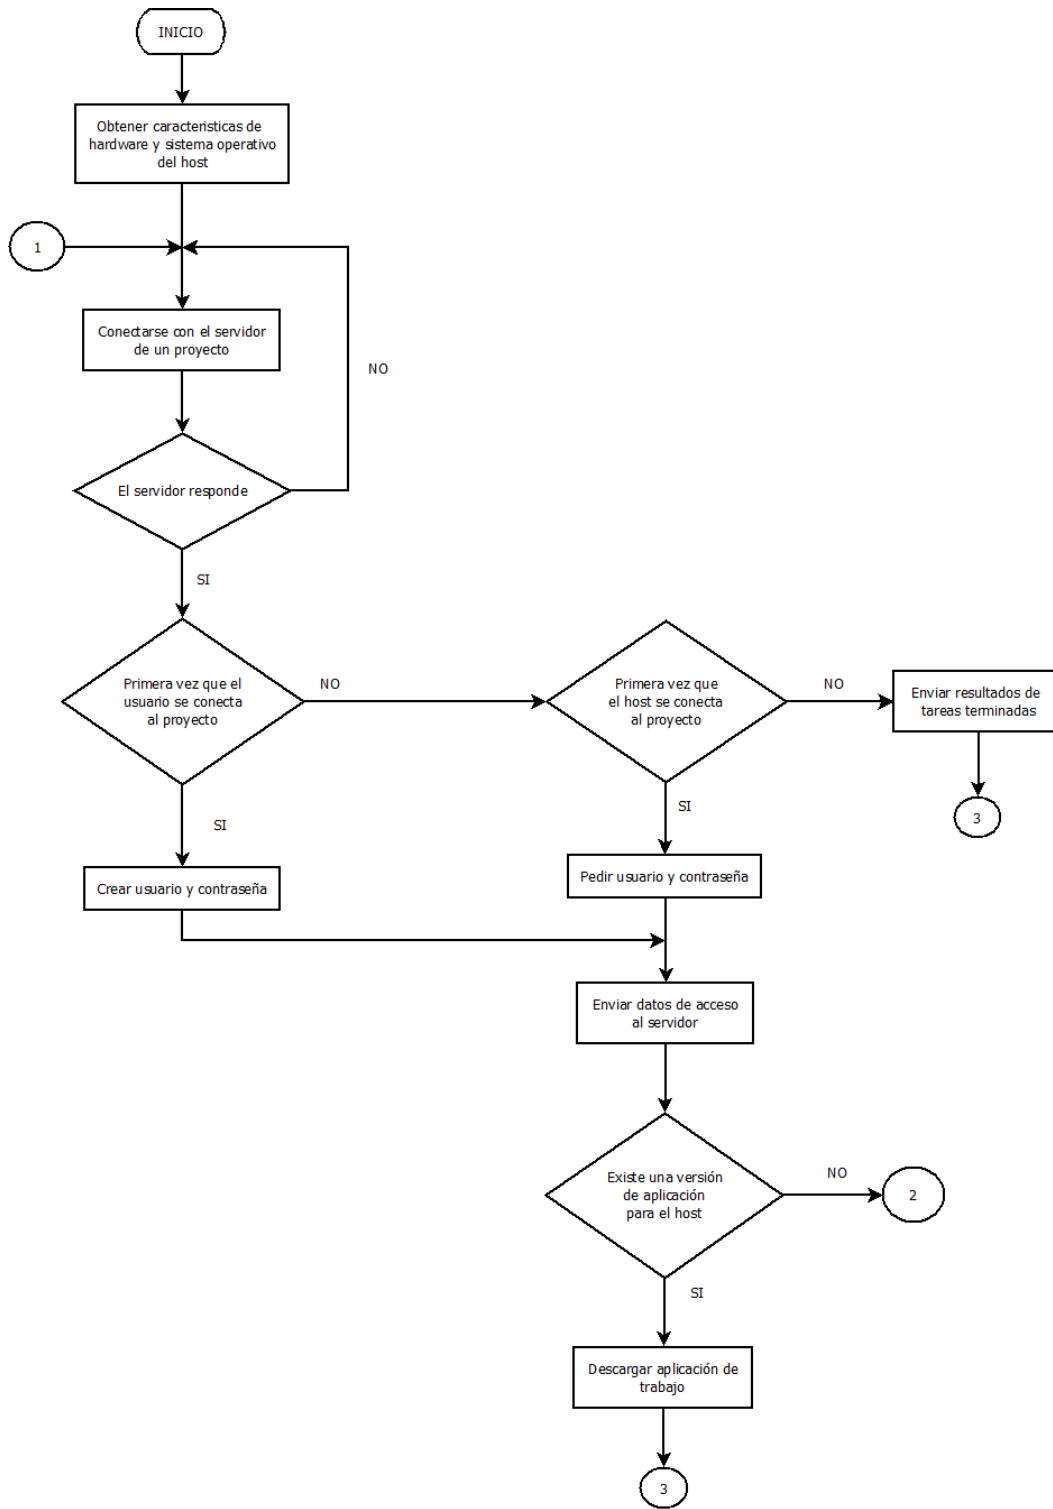 INICIO
Obtener caracteristicas de
hardware y sistema operativo
del host
1
Conectarse con el servidor
de un proyecto
NO
El servidor responde
SI
Primera vez que el
usuario se conecta
al proyecto
NO
Primera vez que
el host se conecta
al proyecto
NO
Enviar resultados de
tareas terminadas
3
SI
SI
Crear usuario y contraseña
Pedir usuario y contraseña
Enviar datos de acceso
al servidor
Existe una versión
de aplicación
para el host
NO
2
SI
Descargar aplicación de
trabajo
3